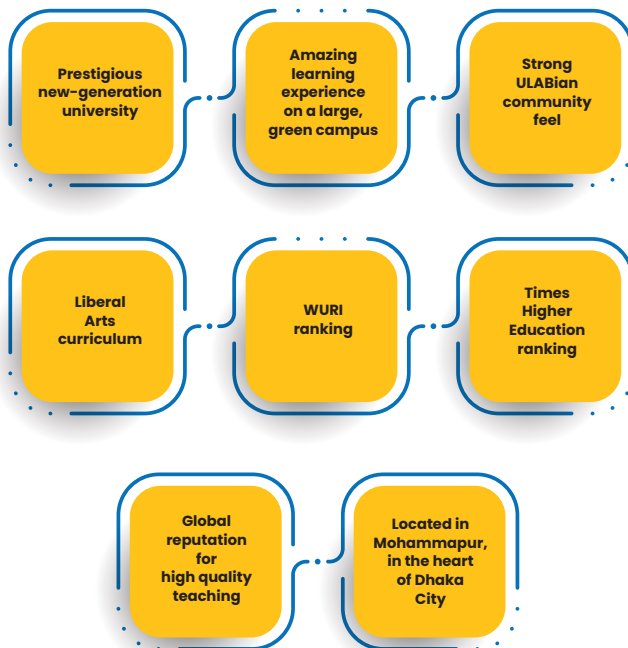 Prestigious
new-generation
university
Amazing
learning
experience
on a large,
green campus
Strong
ULABian
community
feel
Liberal
Arts
curriculum
WURI
ranking
Times
Higher
Education
ranking
Global
reputation
for
high quality
teaching
Located in
Mohammapur,
in the heart
of Dhaka
City